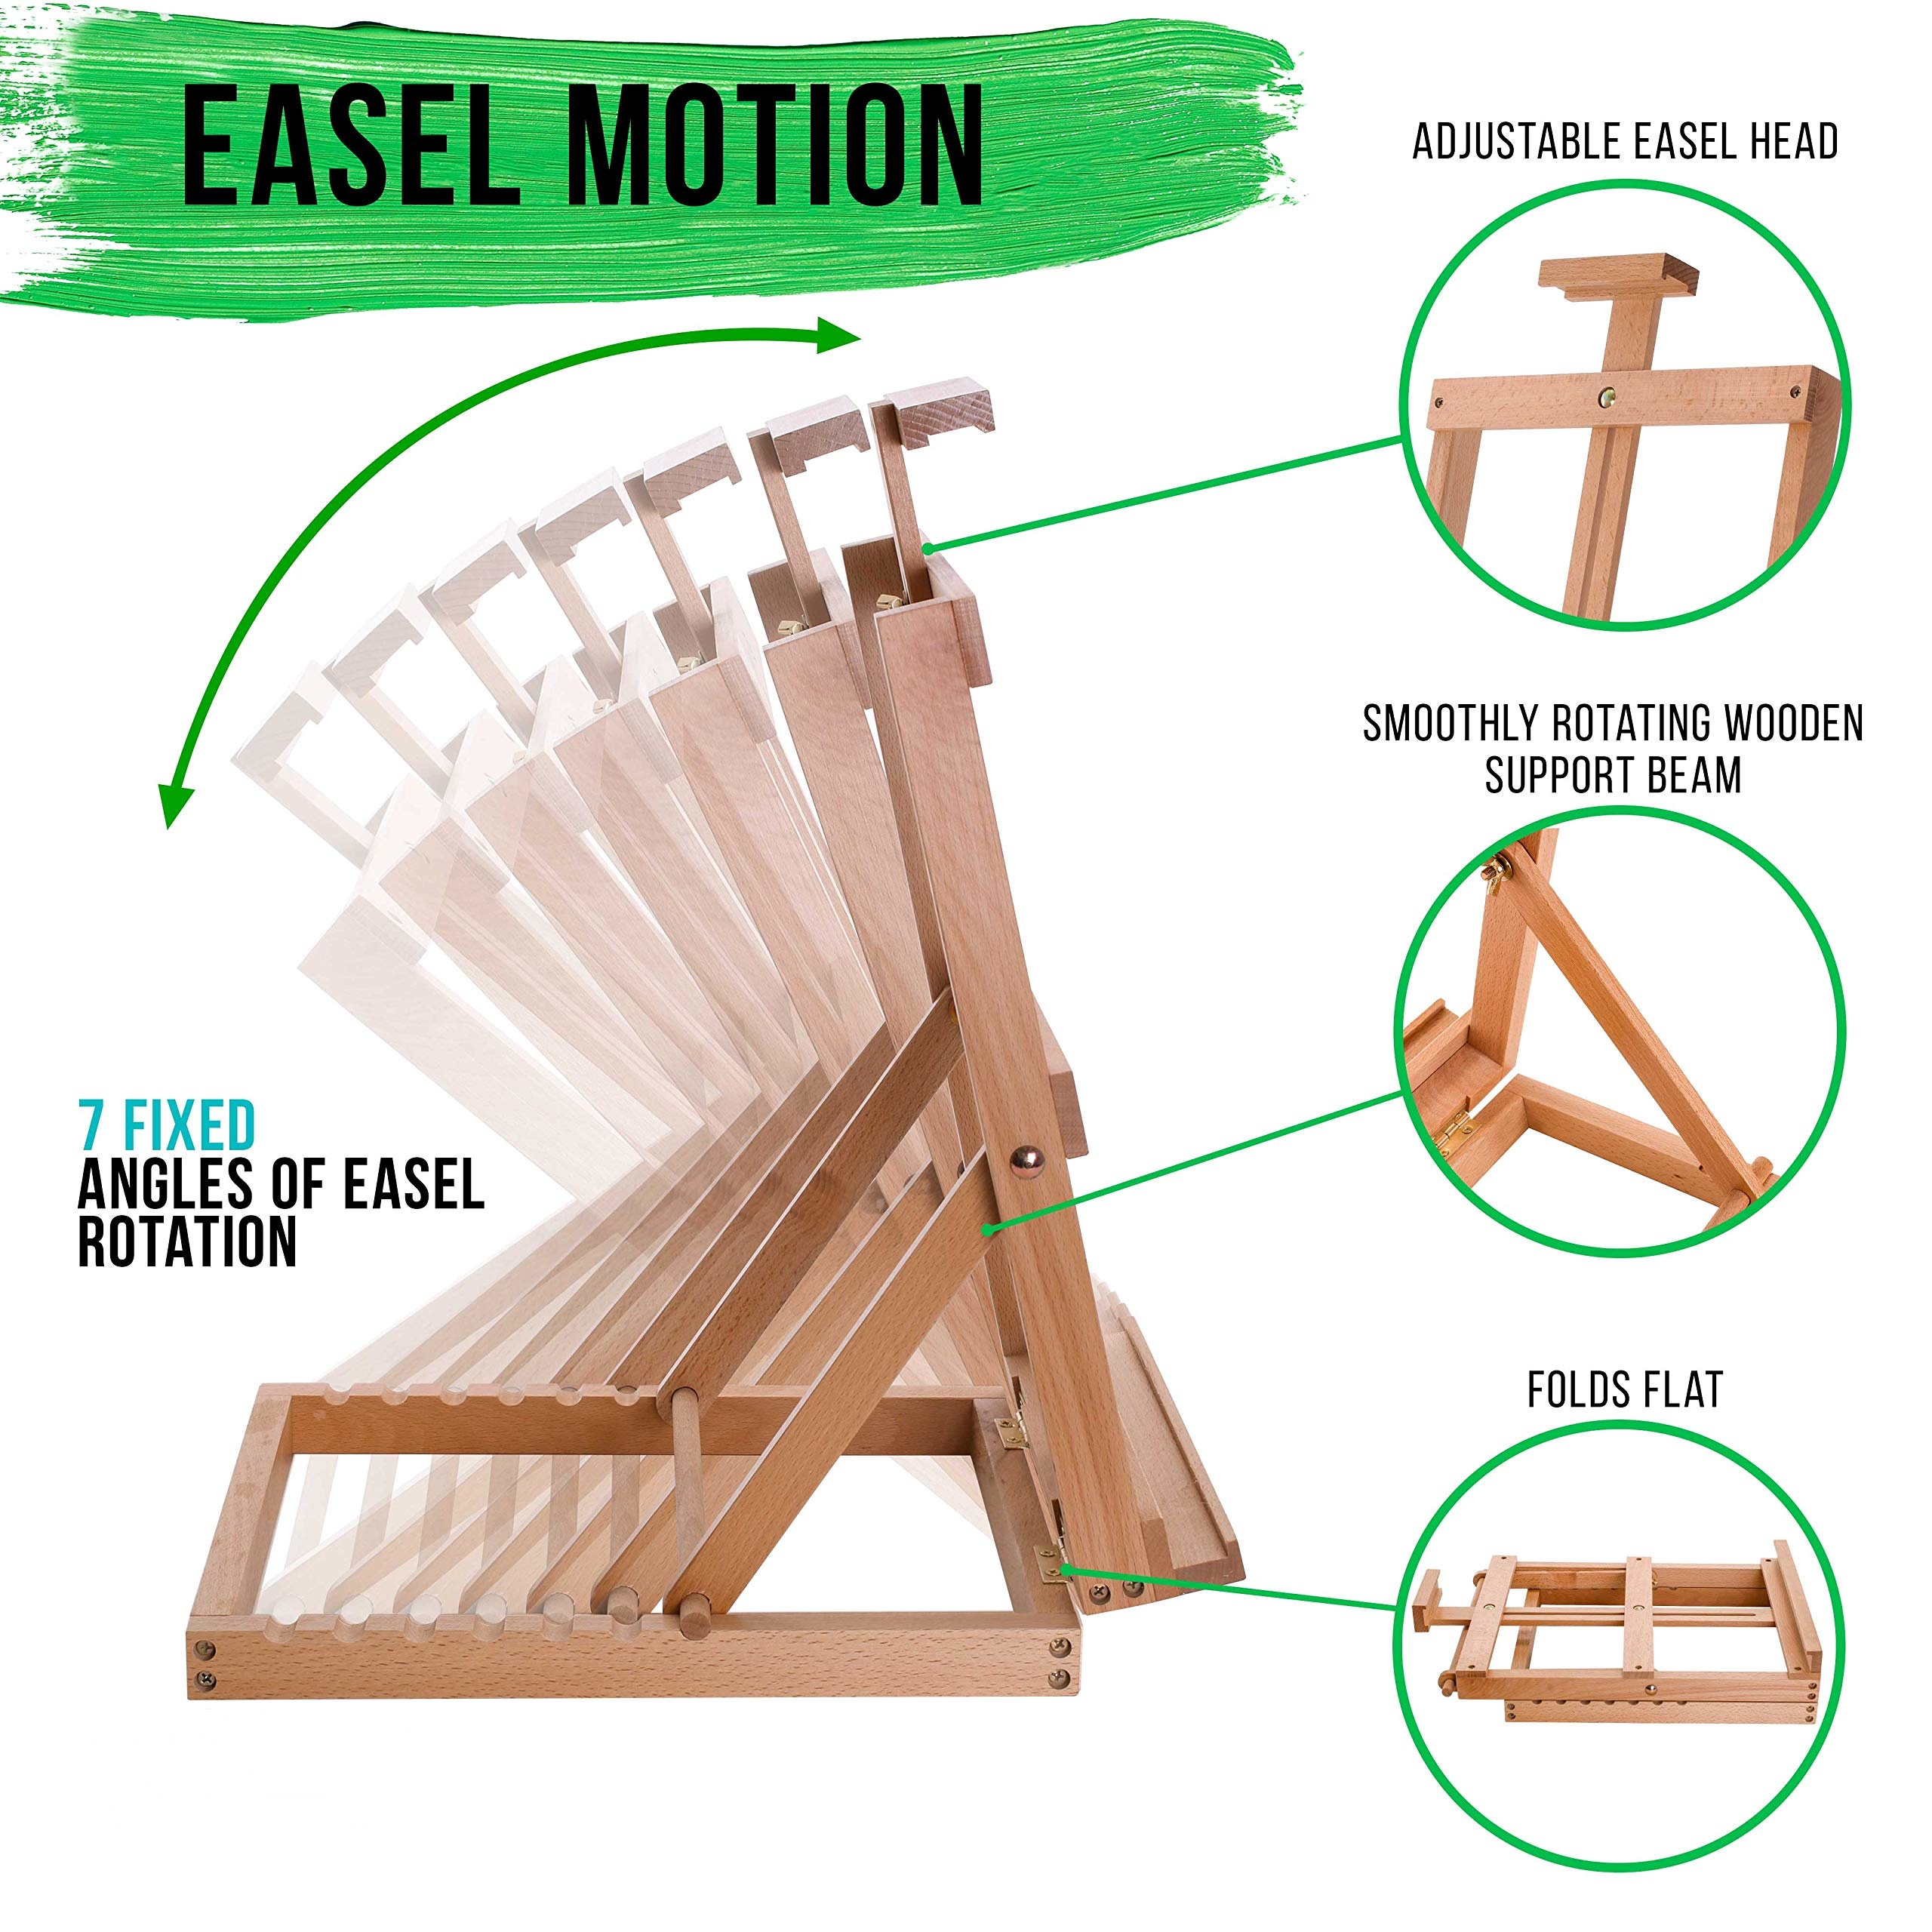 EASEL MOTION
ADJUSTABLE EASEL HEAD
SMOOTHLY ROTATING WOODEN
SUPPORT BEAM
7 FIXED
ANGLES OF EASEL
ROTATION
FOLDS FLAT